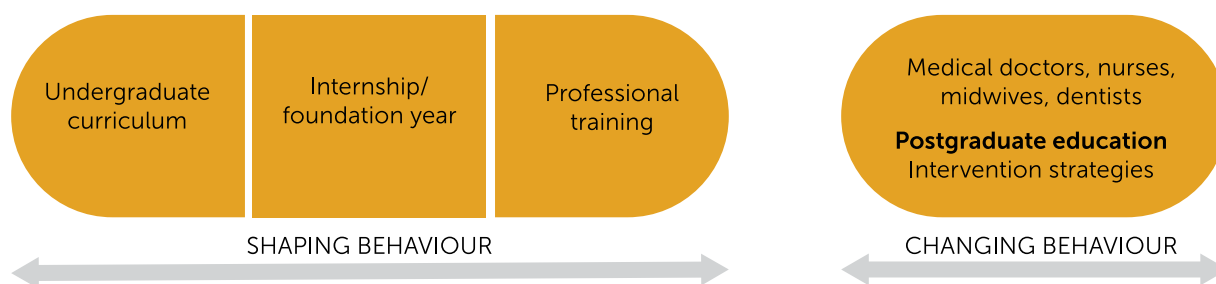 Undergraduate
curriculum
Internship/
foundation year
Professional
training
Medical doctors, nurses,
midwives, dentists
Postgraduate education
Intervention strategies
SHAPING BEHAVIOUR
CHANGING BEHAVIOUR